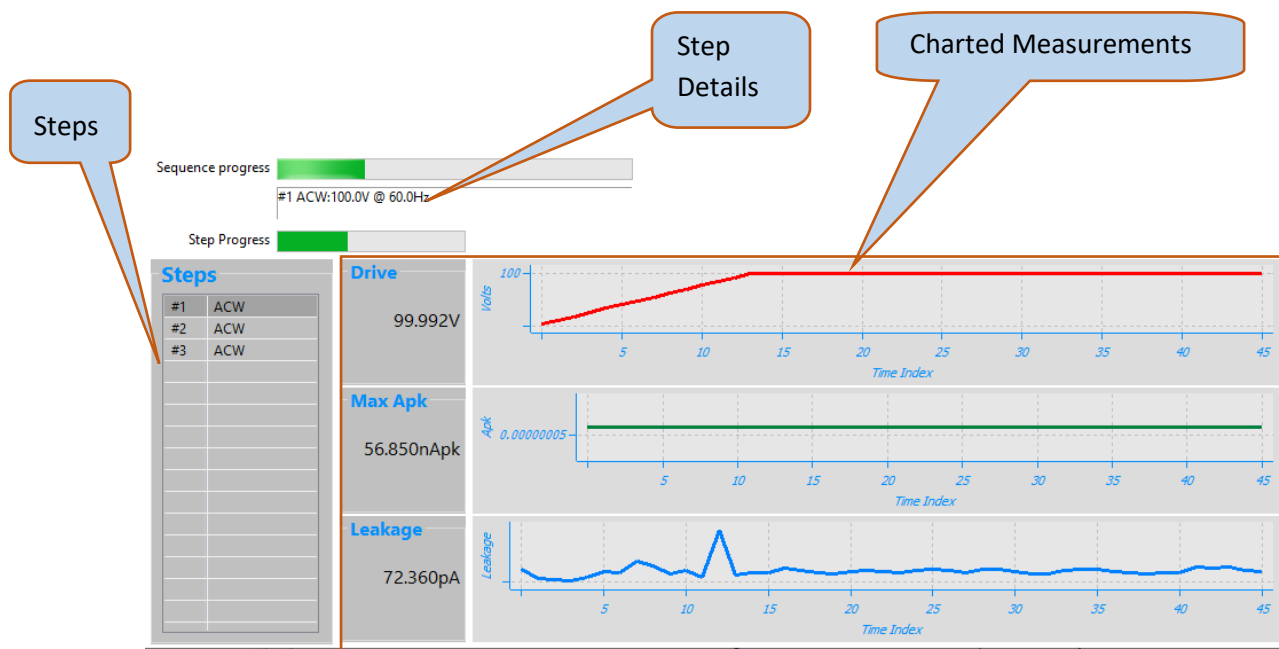 Step
Details
Charted Measurements
Steps
Sequence progress
#1 ACW:100.0V @ 60.0Hz
Step Progress
Steps
#1 ACW
#2 ACW
#3 ACW
Drive
99.992V
Volts
100
5 10 15 20 25 30 35 40 45
Time Index
Max Apk
56.850nApk
Apk
0.00000005
5 10 15 20 25 30 35 40 45
Time Index
Leakage
72.360pA
Leakage
5 10 15 20 25 30 35 40 45
Time Index